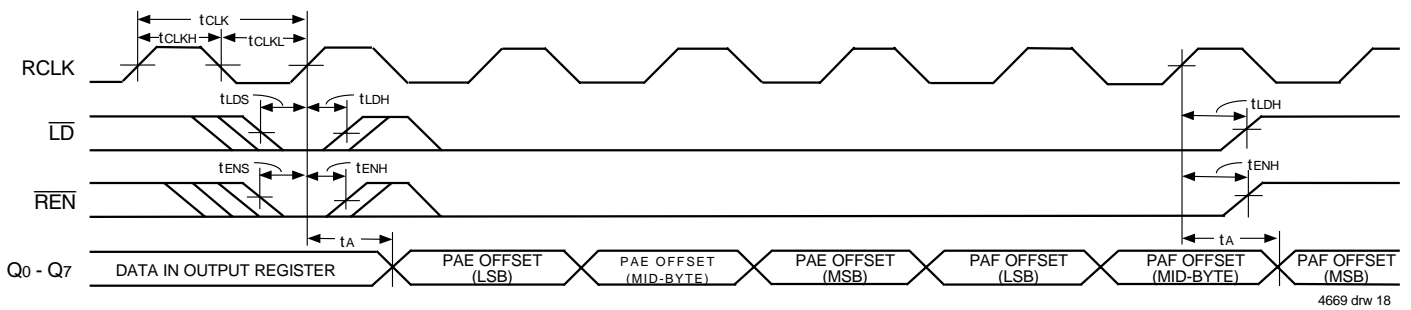 tCLK
tCLKH tCLKL
RCLK
tLDS tLDH tLDH
LD
tENS tENH tENH
REN
tA tA
Q0 - Q7 DATA IN OUTPUT REGISTER PAE OFFSET (LSB) PAE OFFSET (MID-BYTE) PAE OFFSET (MSB) PAF OFFSET (LSB) PAF OFFSET (MID-BYTE) PAF OFFSET (MSB)
4669 drw 18